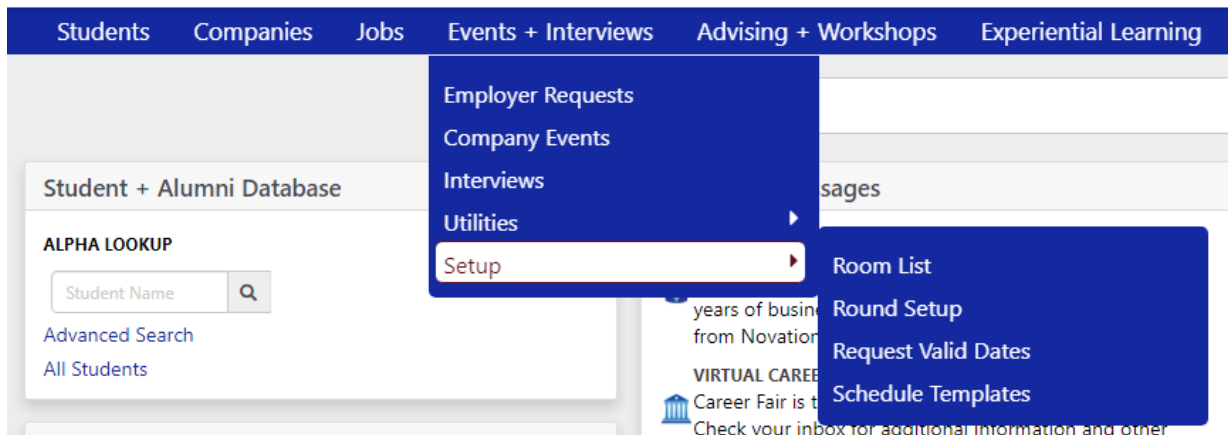 Students Companies Jobs Events + Interviews Advising + Workshops Experiential Learning
Employer Requests
Company Events
Interviews
Utilities
Setup
Room List
Round Setup
Request Valid Dates
Schedule Templates
Student + Alumni Database
ALPHA LOOKUP
Student Name
Advanced Search
All Students
sages
years of busin
from Novation
VIRTUAL CAREE
Career Fair is t
Check your inbox for additional information and other